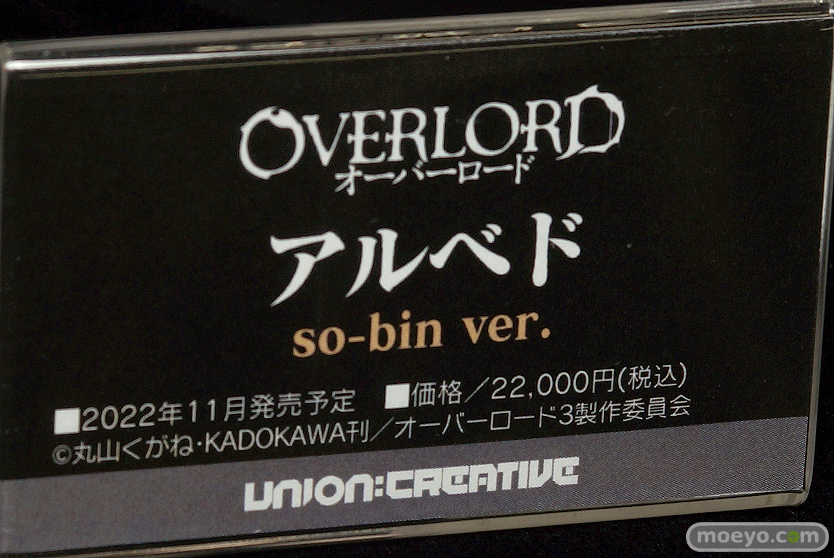 OVERLORD
オーバーロード
アルベド
so-bin ver.
■2022年11月発売予定 ■価格／22,000円(税込)
©丸山くがね・KADOKAWA刊／オーバーロード3製作委員会
UNION:CREATIVE
moeyo.com